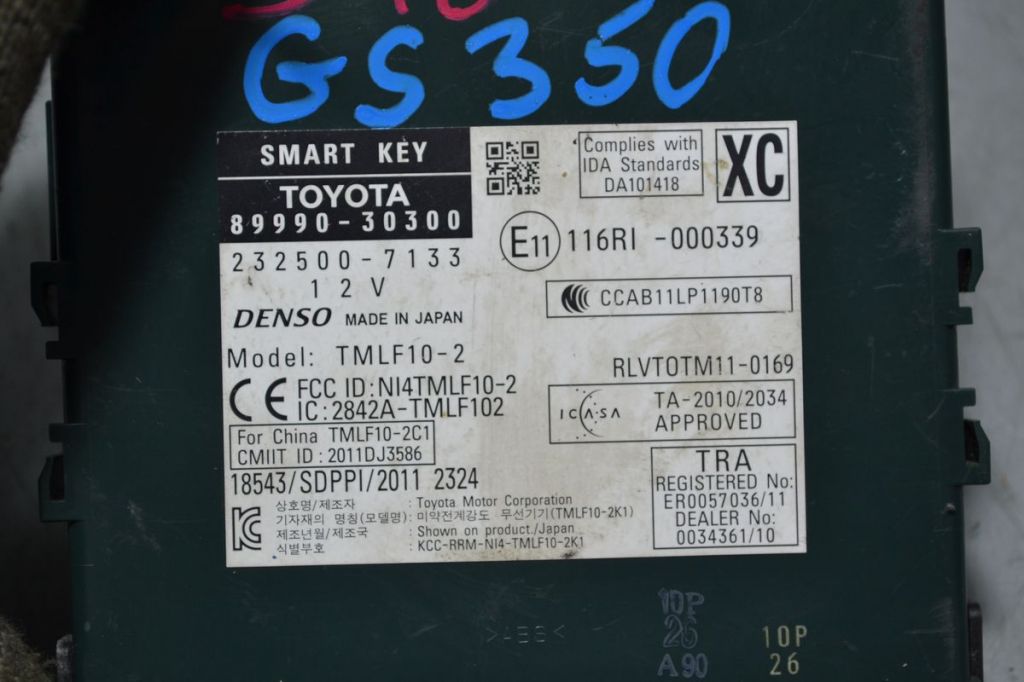 GS 350
SMART KEY
TOYOTA
89990-30300
232500-7133
12V
DENSO MADE IN JAPAN
Model: TMLF10-2
CE FCC ID:NI4TMLF10-2
IC:2842A-TMLF102
For China TMLF10-2C1
CMIIT ID:2011DJ3586
18543/SDPPI/2011 2324
상호명/제조자 : Toyota Motor Corporation
기자재의 명칭(모델명): 미약전계강도 무선기기(TMLF10-2K1)
제조년월/제조국 : Shown on product/Japan
식별부호 : KCC-RRM-NI4-TMLF10-2K1
Complies with
IDA Standards
DA101418
XC
E11 116RI -000339
CCAB11LP1190T8
RLVTOTM11-0169
ICASA TA-2010/2034
APPROVED
TRA
REGISTERED No:
ER0057036/11
DEALER No:
0034361/10
>ABS<
10P
26
A90
10P
26